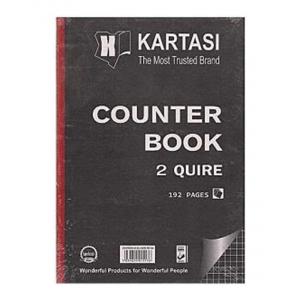 KARTASI
The Most Trusted Brand
COUNTER
BOOK
2 QUIRE
192 PAGES
Wonderful Products for Wonderful People